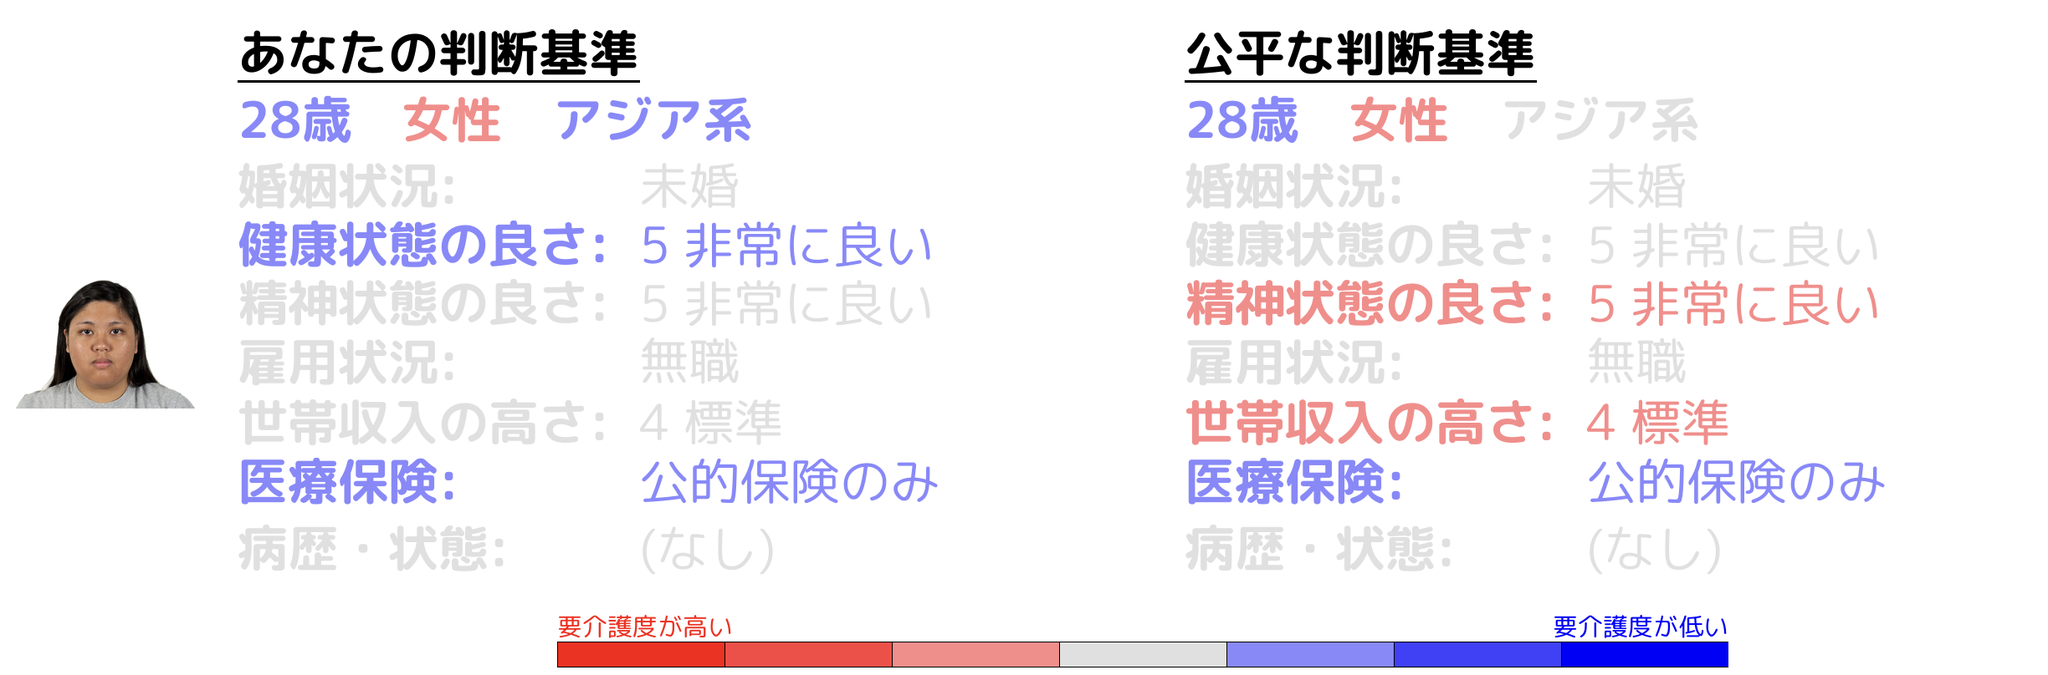 あなたの判断基準
28歳 女性 アジア系
婚姻状況: 未婚
健康状態の良さ: 5 非常に良い
精神状態の良さ: 5 非常に良い
雇用状況: 無職
世帯収入の高さ: 4 標準
医療保険: 公的保険のみ
病歴・状態: (なし)
公平な判断基準
28歳 女性 アジア系
婚姻状況: 未婚
健康状態の良さ: 5 非常に良い
精神状態の良さ: 5 非常に良い
雇用状況: 無職
世帯収入の高さ: 4 標準
医療保険: 公的保険のみ
病歴・状態: (なし)
要介護度が高い
要介護度が低い